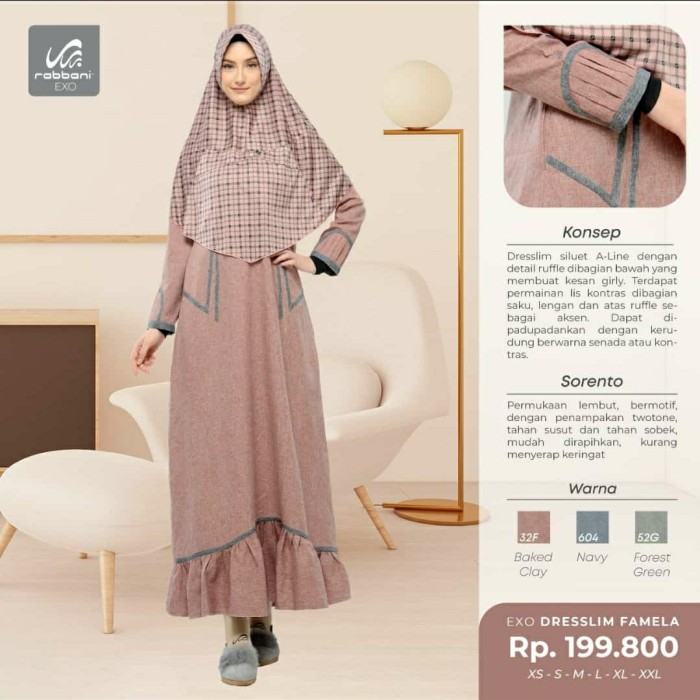 rabbani
EXO
Konsep
Dresslim siluet A-Line dengan
detail ruffle dibagian bawah yang
membuat kesan girly. Terdapat
permainan lis kontras dibagian
saku, lengan dan atas ruffle se-
bagai aksen. Dapat di-
padupadankan dengan keru-
dung berwarna senada atau kon-
tras.
Sorento
Permukaan lembut, bermotif,
dengan penampakan twotone,
tahan susut dan tahan sobek,
mudah dirapihkan, kurang
menyerap keringat
Warna
32F 604 52G
Baked Clay
Navy
Forest Green
EXO DRESSLIM FAMELA
Rp. 199.800
XS - S - M - L - XL - XXL